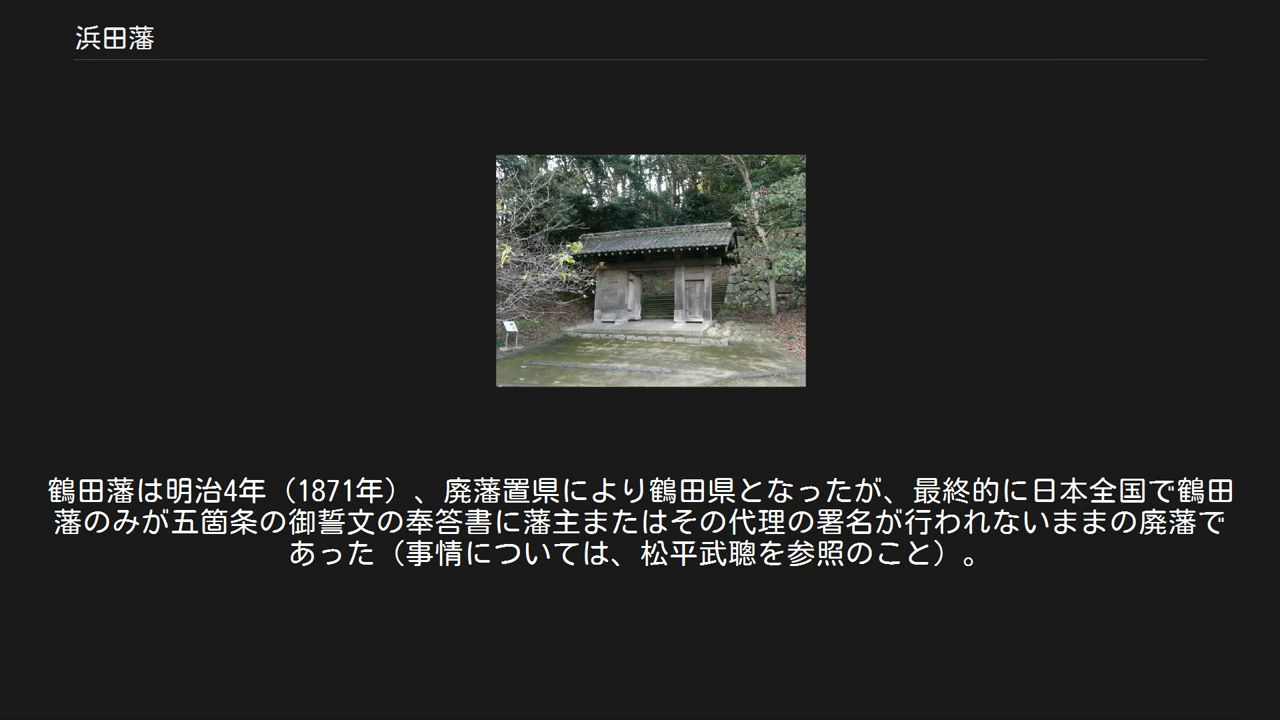 浜田藩
鶴田藩は明治4年（1871年）、廃藩置県により鶴田県となったが、最終的に日本全国で鶴田
藩のみが五箇条の御誓文の奉答書に藩主またはその代理の署名が行われないままの廃藩で
あった（事情については、松平武聰を参照のこと）。